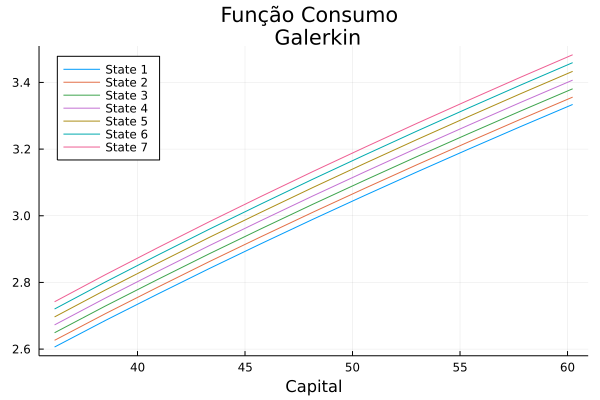 Função Consumo
Galerkin
State 1
State 2
State 3
State 4
State 5
State 6
State 7
3.4
3.2
3.0
2.8
2.6
40
45
50
55
60
Capital